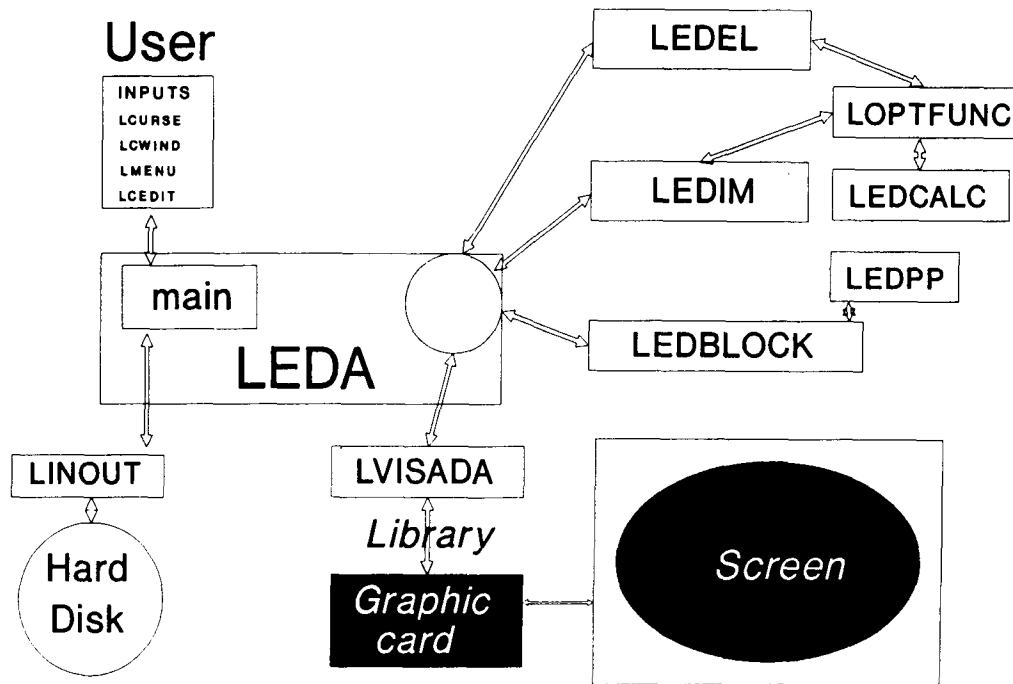 User
INPUTS
LCURSE
LCWIND
LMENU
LCEDIT
LEDEL
LOPTFUNC
LEDIM
LEDCALC
main
LEDA
LEDPP
LEDBLOCK
LINOUT
LVISADA
Library
Hard
Disk
Graphic
card
Screen